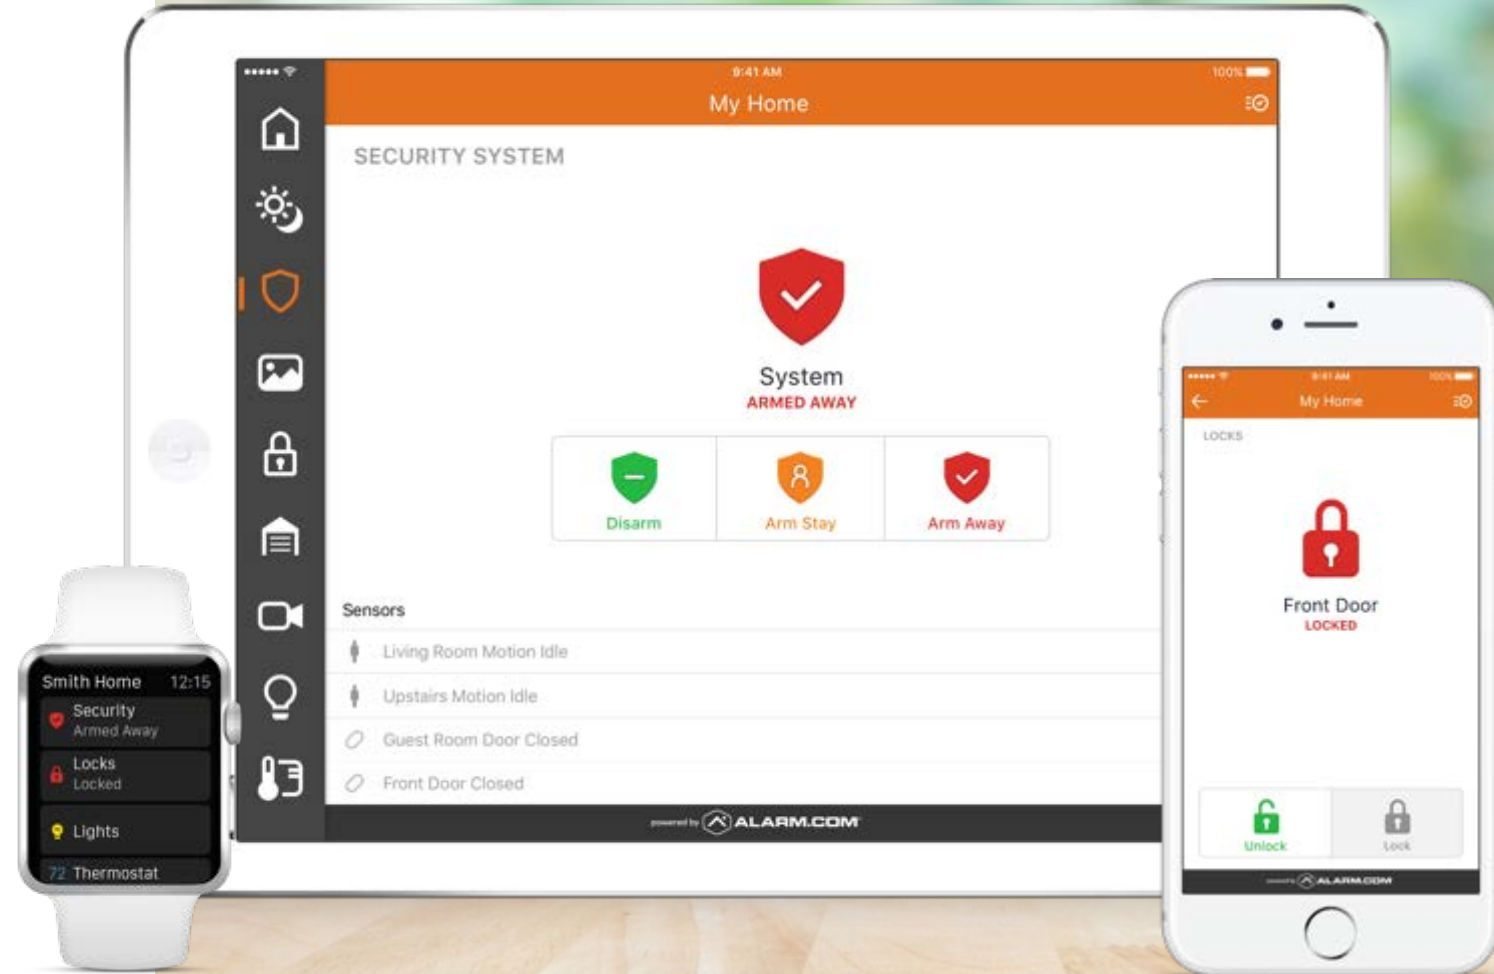 9:41 AM
100%
My Home
SECURITY SYSTEM
System
ARMED AWAY
Disarm
Arm Stay
Arm Away
Sensors
Living Room Motion Idle
Upstairs Motion Idle
Guest Room Door Closed
Front Door Closed
powered by ALARM.COM
Smith Home 12:15
Security
Armed Away
Locks
Locked
Lights
72 Thermostat
9:41 AM
100%
My Home
LOCKS
Front Door
LOCKED
Unlock
Lock
powered by ALARM.COM